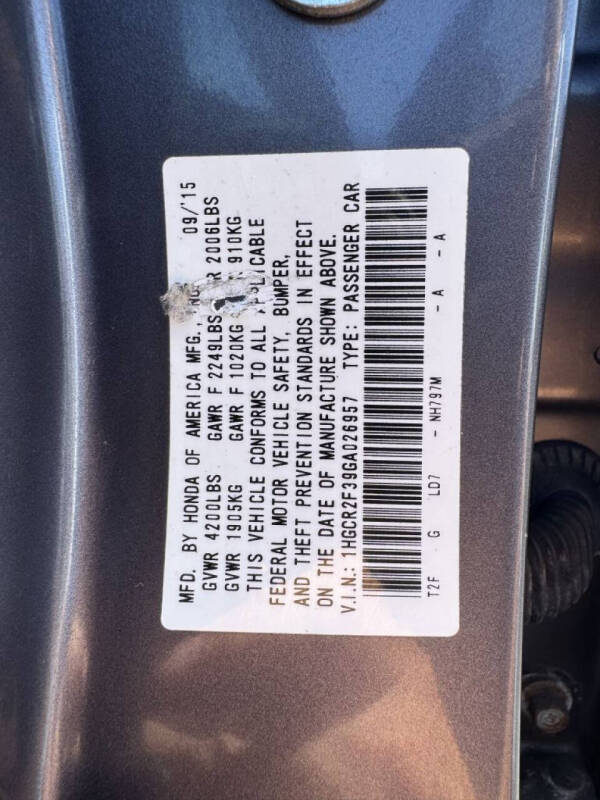 MFD. BY HONDA OF AMERICA MFG., INC. 09/'15
GVWR 4200LBS GAWR F 2249LBS R 2006LBS
GVWR 1905KG GAWR F 1020KG 910KG
THIS VEHICLE CONFORMS TO ALL APPLICABLE
FEDERAL MOTOR VEHICLE SAFETY, BUMPER,
AND THEFT PREVENTION STANDARDS IN EFFECT
ON THE DATE OF MANUFACTURE SHOWN ABOVE.
V.I.N.: 1HGCR2F39GA026957 TYPE: PASSENGER CAR
T2F G LD7 - NH797M - A - A